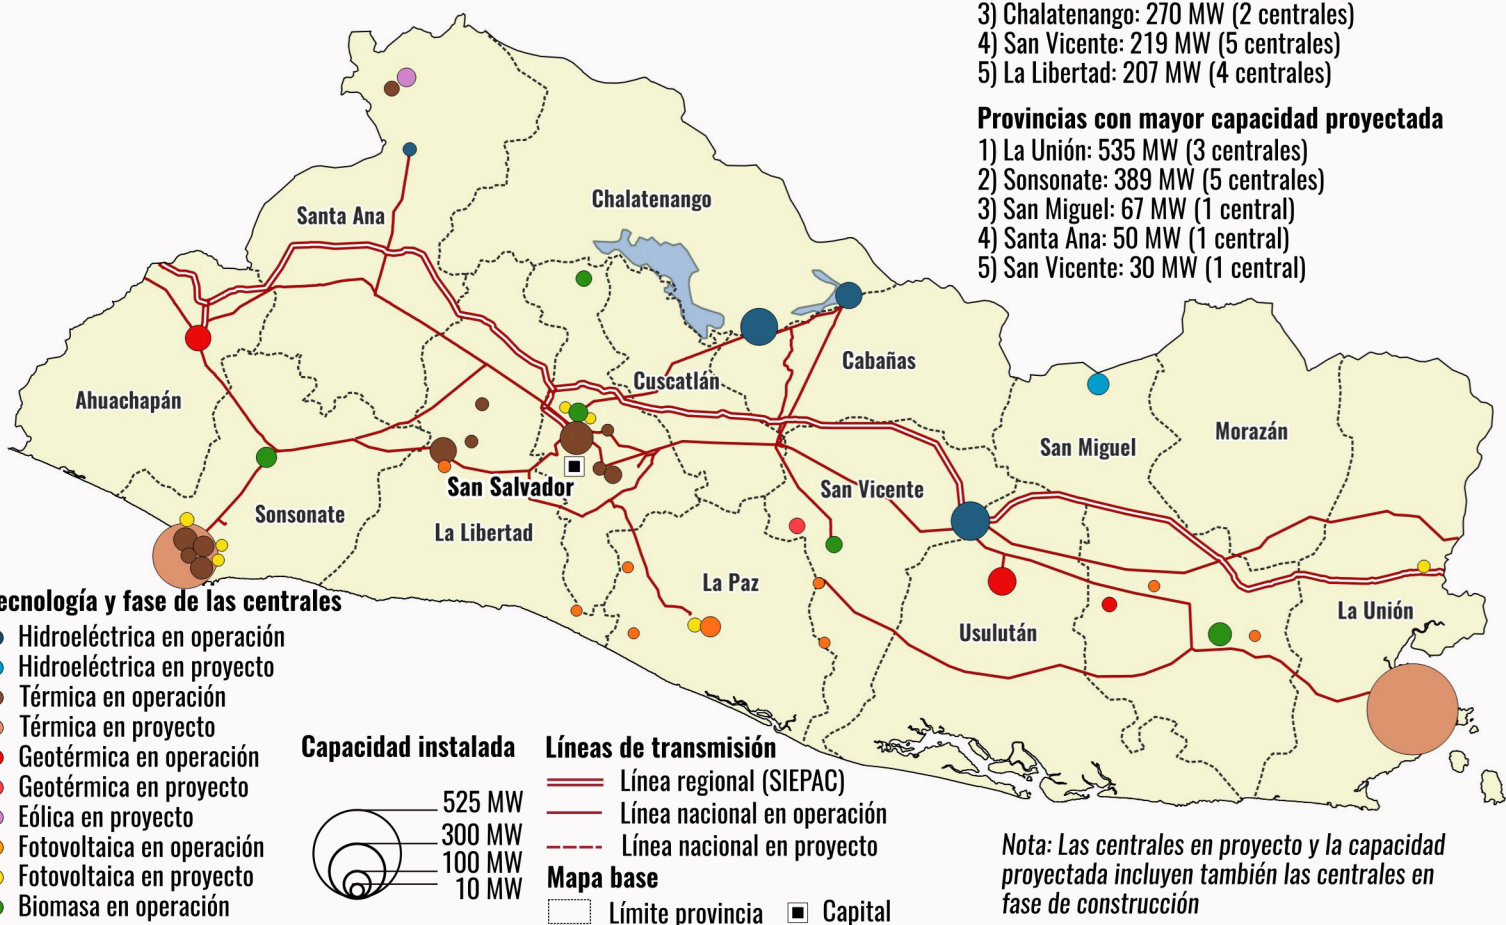 3) Chalatenango: 270 MW (2 centrales)
4) San Vicente: 219 MW (5 centrales)
5) La Libertad: 207 MW (4 centrales)
Provincias con mayor capacidad proyectada
1) La Unión: 535 MW (3 centrales)
2) Sonsonate: 389 MW (5 centrales)
3) San Miguel: 67 MW (1 central)
4) Santa Ana: 50 MW (1 central)
5) San Vicente: 30 MW (1 central)
Chalatenango
Santa Ana
Cabañas
Cuscatlán
Ahuachapán
Morazán
San Miguel
San Vicente
San Salvador
Sonsonate
La Libertad
La Paz
La Unión
Usulután
ecnología y fase de las centrales
Hidroeléctrica en operación
Hidroeléctrica en proyecto
Térmica en operación
Térmica en proyecto
Geotérmica en operación
Geotérmica en proyecto
Eólica en proyecto
Fotovoltaica en operación
Fotovoltaica en proyecto
Biomasa en operación
Capacidad instalada
525 MW
300 MW
100 MW
10 MW
Líneas de transmisión
Línea regional (SIEPAC)
Línea nacional en operación
Línea nacional en proyecto
Mapa base
Límite provincia
Capital
Nota: Las centrales en proyecto y la capacidad
proyectada incluyen también las centrales en
fase de construcción